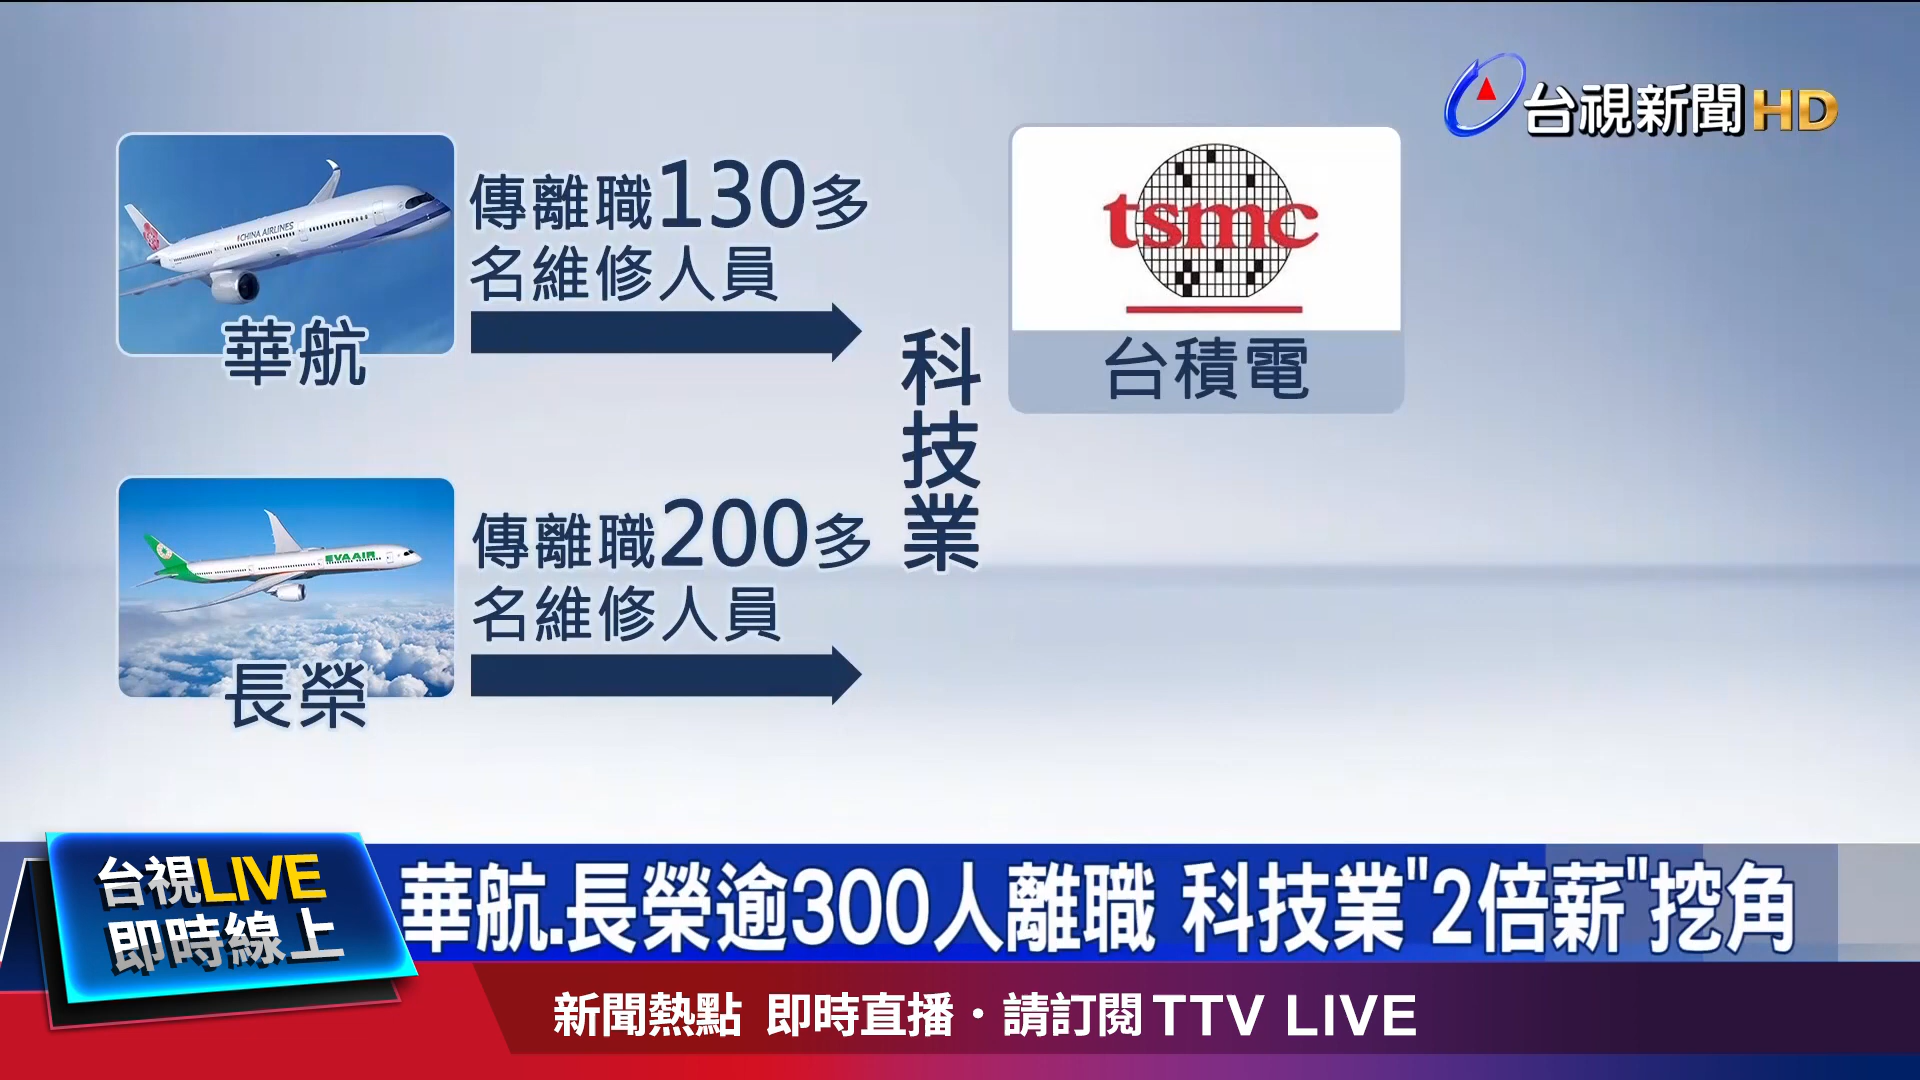 台視新聞HD
CHINA AIRLINES
華航
傳離職130多
名維修人員
EVA AIR
長榮
傳離職200多
名維修人員
科技業
tsmc
台積電
台視LIVE
即時線上
華航.長榮逾300人離職 科技業"2倍薪"挖角
新聞熱點 即時直播・請訂閱TTV LIVE